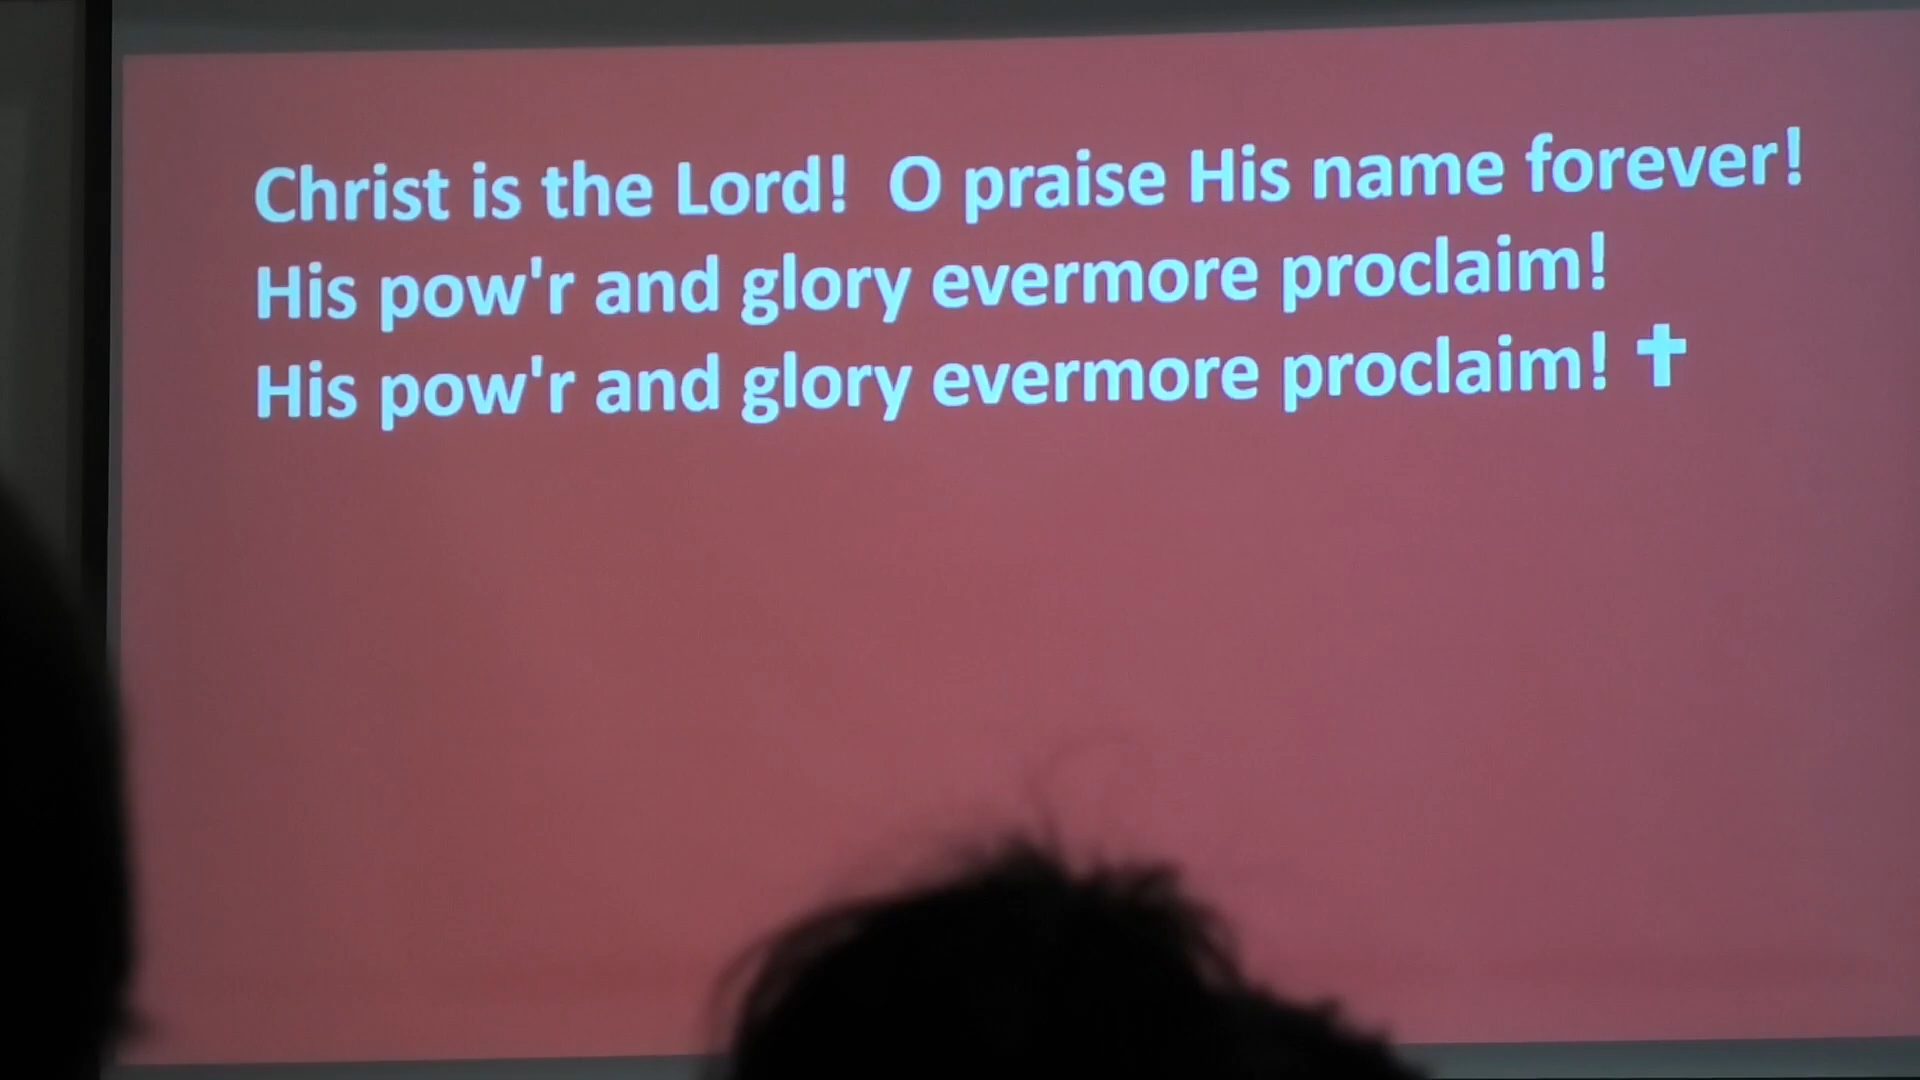 Christ is the Lord!  O praise His name forever!
His pow'r and glory evermore proclaim!
His pow'r and glory evermore proclaim! ✝